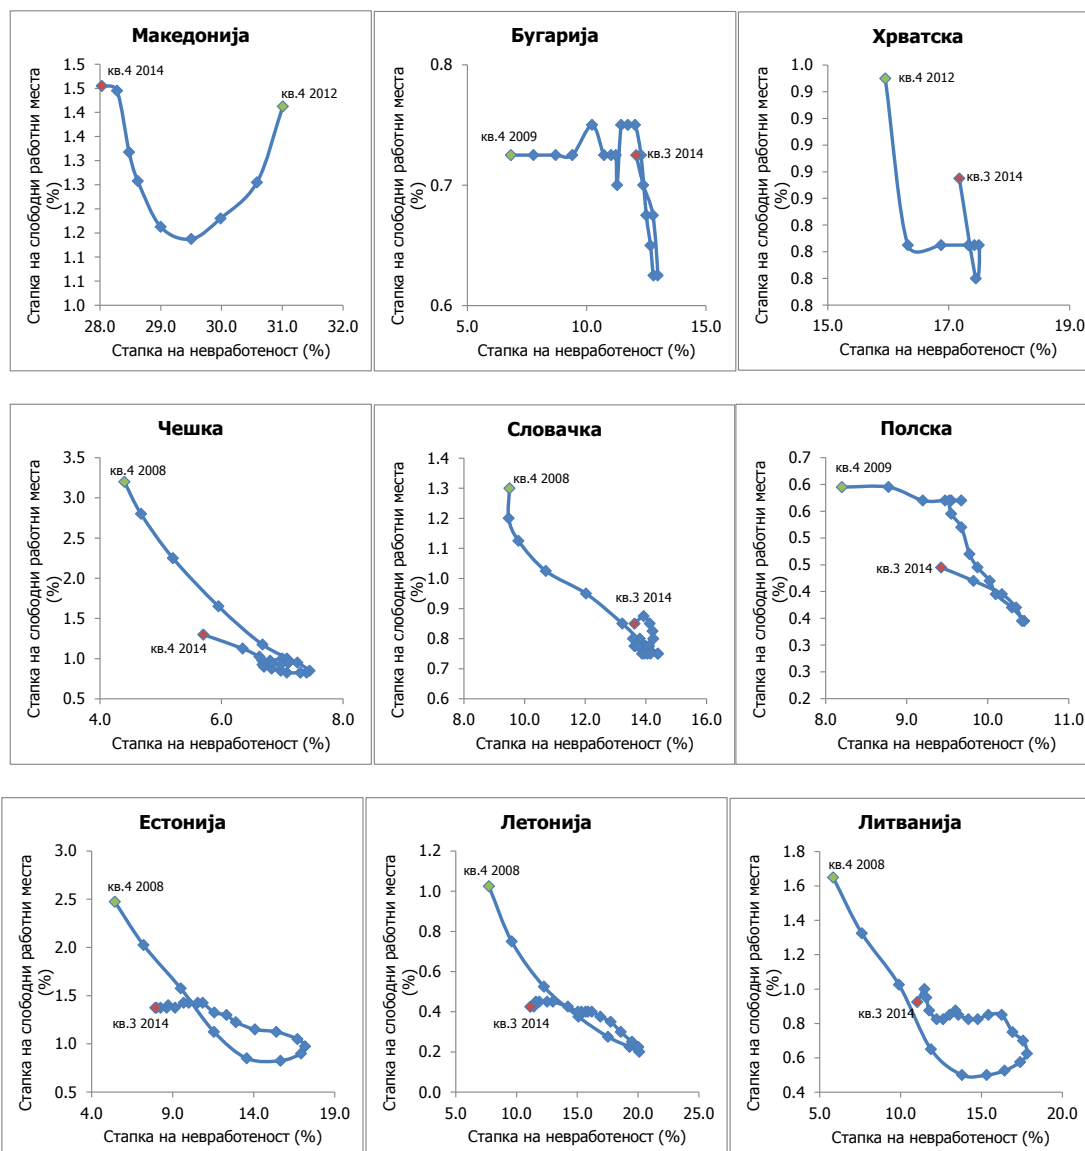 Македонија
Стапка на слободни работни места
(%)
1.5
1.5
1.4
1.4
1.3
1.3
1.2
1.2
1.1
1.1
1.0
кв.4 2014
кв.4 2012
28.0 29.0 30.0 31.0 32.0
Стапка на невработеност (%)
Бугарија
Стапка на слободни работни места
(%)
0.8
0.7
0.6
кв.4 2009
кв.3 2014
5.0 10.0 15.0
Стапка на невработеност (%)
Хрватска
Стапка на слободни работни места
(%)
1.0
0.9
0.9
0.9
0.9
0.9
0.8
0.8
0.8
0.8
кв.4 2012
кв.3 2014
15.0 17.0 19.0
Стапка на невработеност (%)
Чешка
Стапка на слободни работни места
(%)
3.5
3.0
2.5
2.0
1.5
1.0
0.5
кв.4 2008
кв.4 2014
4.0 6.0 8.0
Стапка на невработеност (%)
Словачка
Стапка на слободни работни места
(%)
1.4
1.3
1.2
1.1
1.0
0.9
0.8
0.7
0.6
кв.4 2008
кв.3 2014
8.0 10.0 12.0 14.0 16.0
Стапка на невработеност (%)
Полска
Стапка на слободни работни места
(%)
0.7
0.6
0.6
0.5
0.5
0.4
0.4
0.3
0.3
0.2
кв.4 2009
кв.3 2014
8.0 9.0 10.0 11.0
Стапка на невработеност (%)
Естонија
Стапка на слободни работни места
(%)
3.0
2.5
2.0
1.5
1.0
0.5
кв.4 2008
кв.3 2014
4.0 9.0 14.0 19.0
Стапка на невработеност (%)
Летонија
Стапка на слободни работни места
(%)
1.2
1.0
0.8
0.6
0.4
0.2
0.0
кв.4 2008
кв.3 2014
5.0 10.0 15.0 20.0 25.0
Стапка на невработеност (%)
Литванија
Стапка на слободни работни места
(%)
1.8
1.6
1.4
1.2
1.0
0.8
0.6
0.4
кв.4 2008
кв.3 2014
5.0 10.0 15.0 20.0
Стапка на невработеност (%)